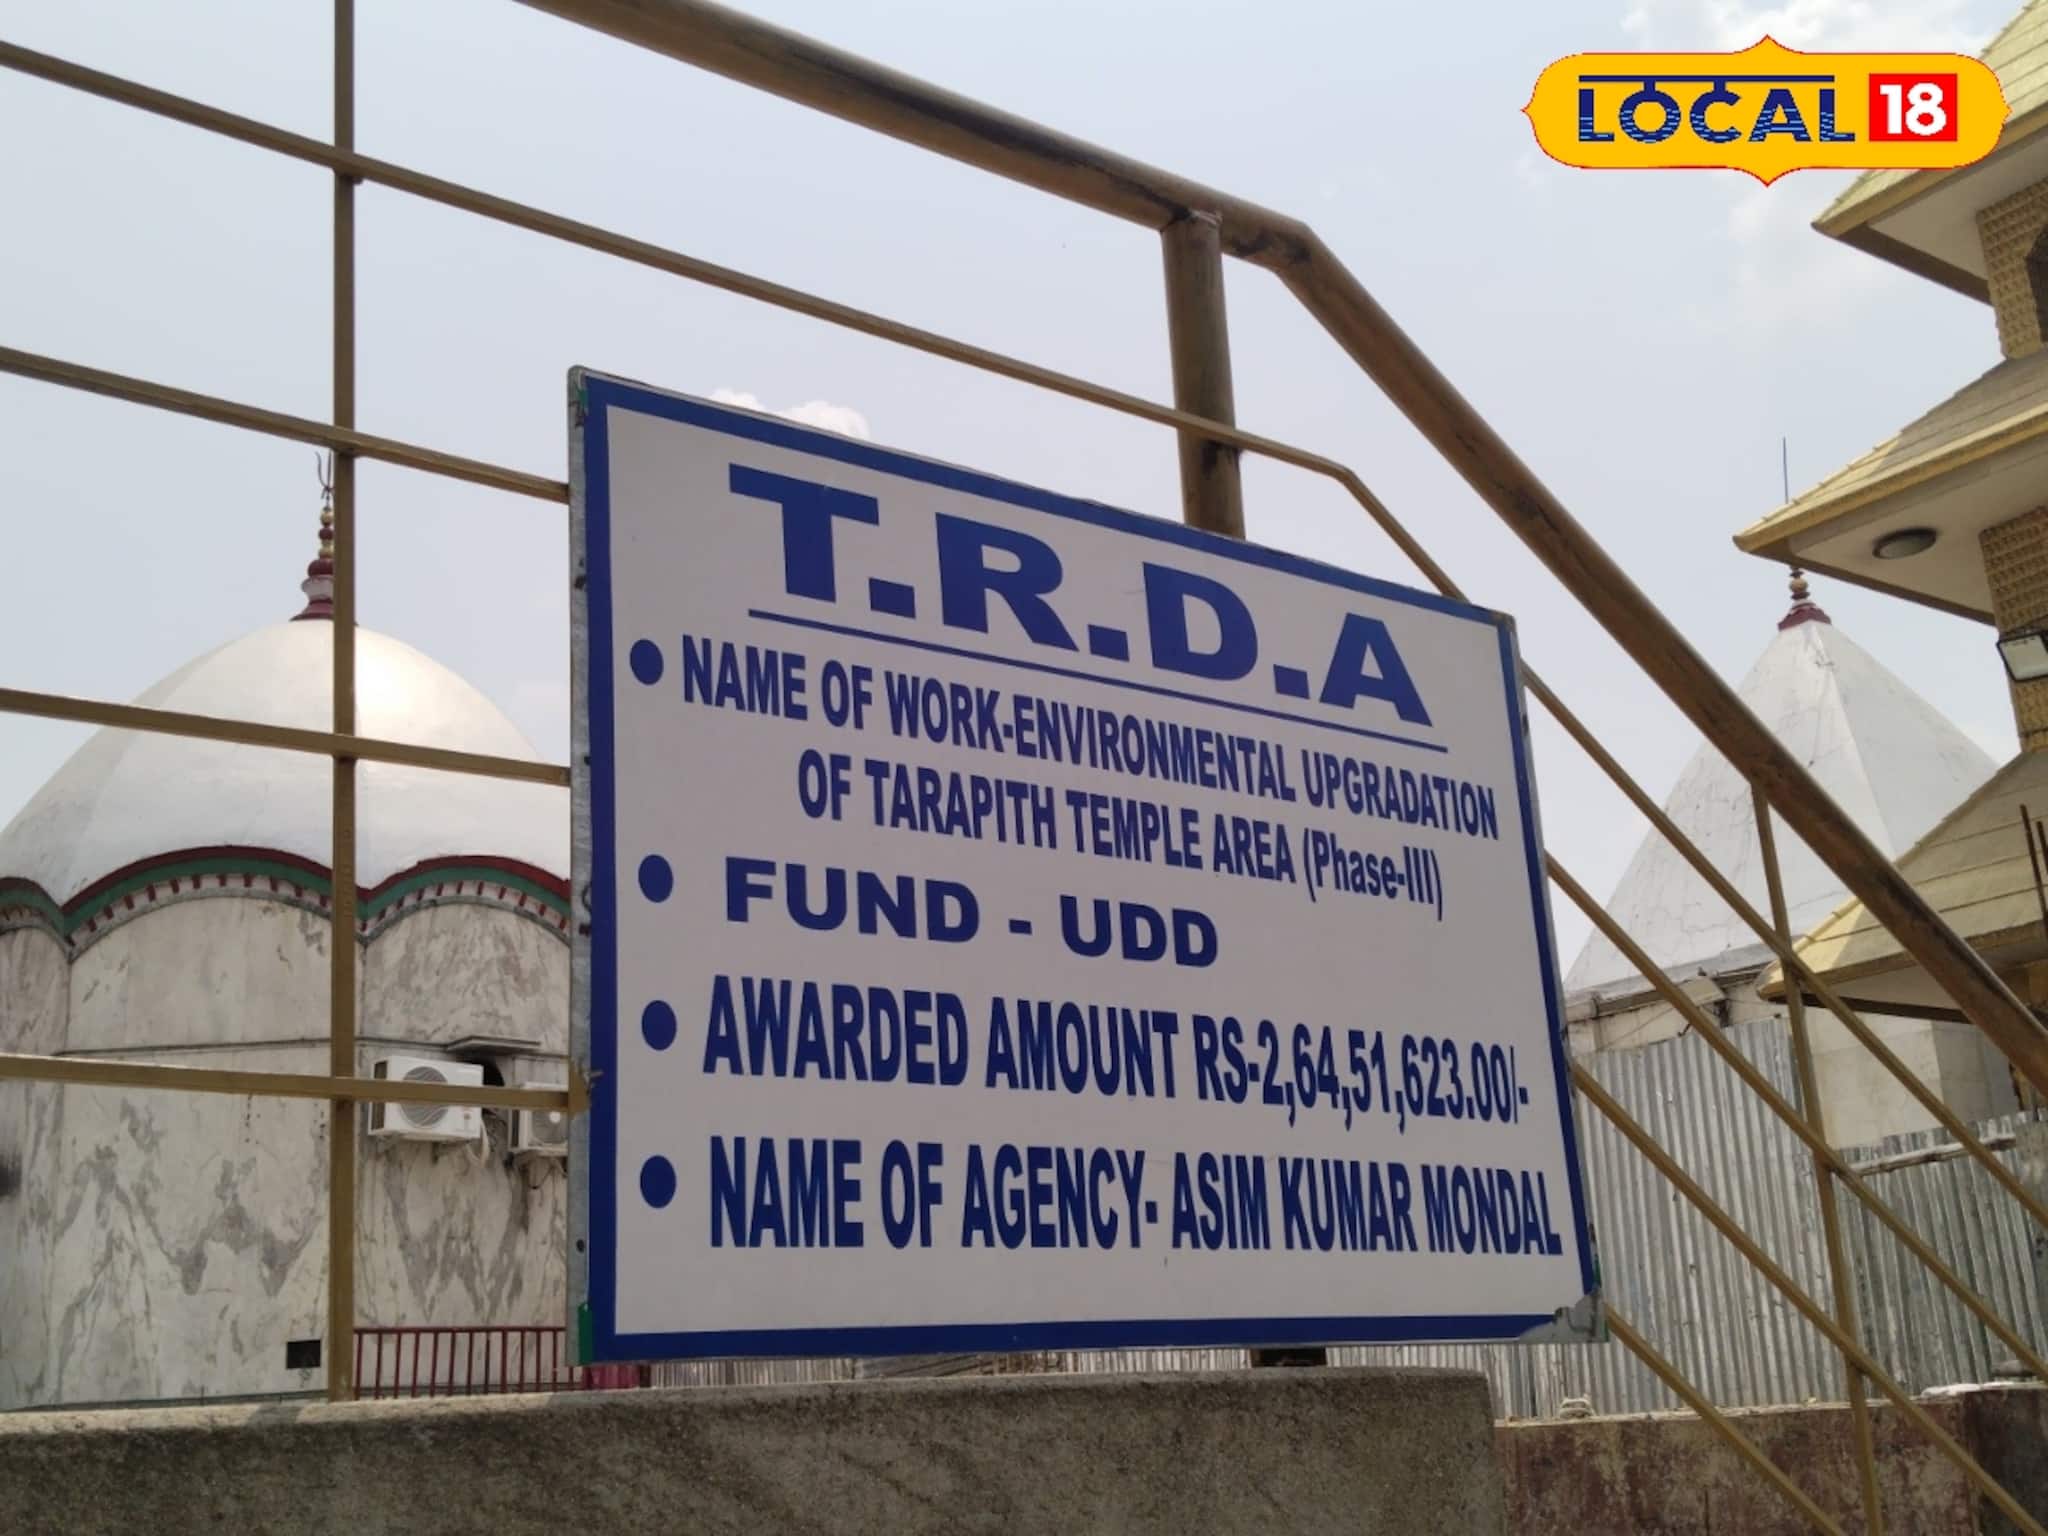 LOCAL 18
T.R.D.A
• NAME OF WORK-ENVIRONMENTAL UPGRADATION
OF TARAPITH TEMPLE AREA (Phase-III)
• FUND - UDD
• AWARDED AMOUNT RS-2,64,51,623.00/-
• NAME OF AGENCY- ASIM KUMAR MONDAL